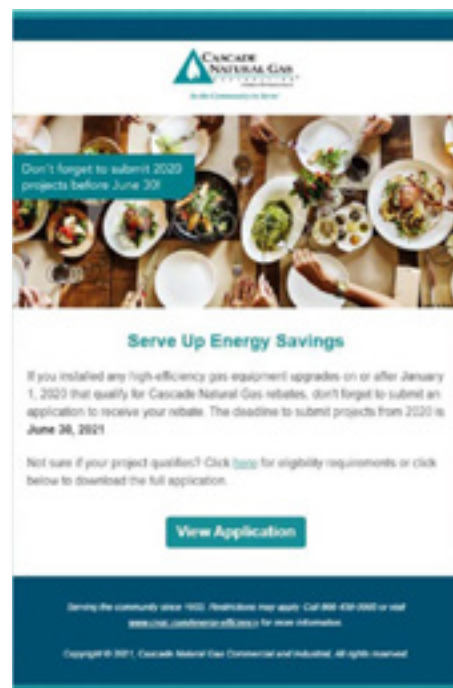 CASCADE
NATURAL GAS
CORPORATION
In the Community to Serve
Don't forget to submit 2020
projects before June 30!
Serve Up Energy Savings
If you installed any high-efficiency gas equipment upgrades on or after January
1, 2020 that qualify for Cascade Natural Gas rebates, don't forget to submit an
application to receive your rebate. The deadline to submit projects from 2020 is
June 30, 2021
Not sure if your project qualifies? Click here for eligibility requirements or click
below to download the full application.
View Application
Serving the community since Restrictions may apply. Call or visit
for more information.
Copyright © 2021, Cascade Natural Gas Commercial and Industrial, All rights reserved.